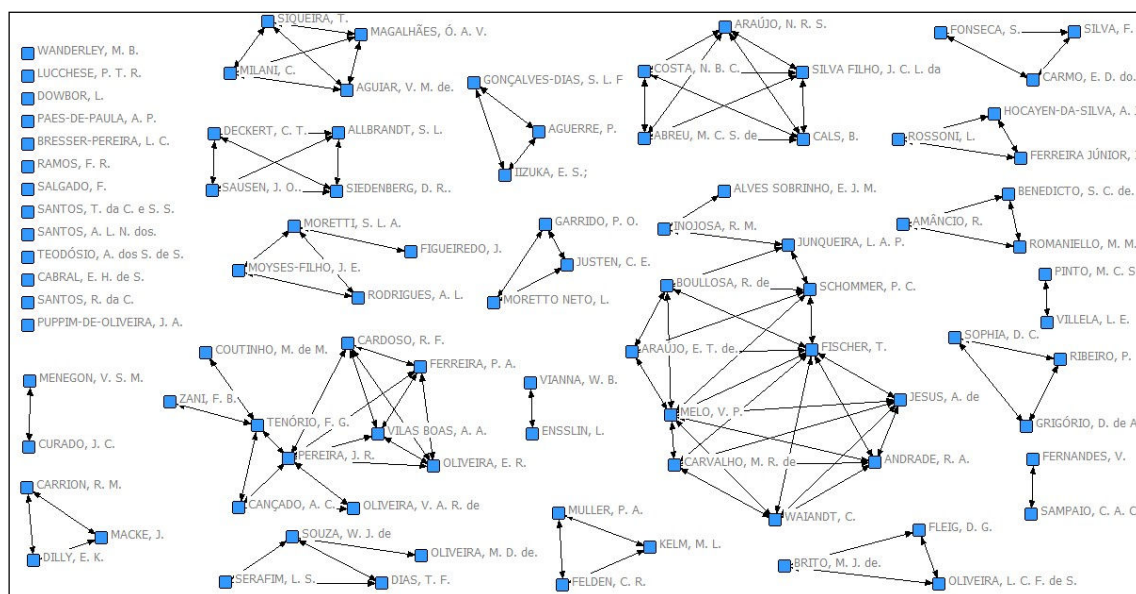 WANDERLEY, M. B.
LUCCHESE, P. T. R.
DOWBOR, L.
PAES-DE-PAULA, A. P.
BRESSER-PEREIRA, L. C.
RAMOS, F. R.
SALGADO, F.
SANTOS, T. da C. e S. S.
SANTOS, A. L. N. dos.
TEODÓSIO, A. dos S. de S.
CABRAL, E. H. de S.
SANTOS, R. da C.
PUPPIM-DE-OLIVEIRA, J. A.
SIQUEIRA, T.
MAGALHÃES, Ó. A. V.
MILANI, C.
AGUIAR, V. M. de.
DECKERT, C. T.
ALLBRANDT, S. L.
SAUSEN, J. O..
SIEDENBERG, D. R..
GONÇALVES-DIAS, S. L. F
AGUERRE, P.
IIZUKA, E. S.;
ARAÚJO, N. R. S.
COSTA, N. B. C.
SILVA FILHO, J. C. L. da
ABREU, M. C. S. de
CALS, B.
FONSECA, S.
SILVA, F.
CARMO, E. D. do.
HOCAYEN-DA-SILVA, A. J
ROSSONI, L.
FERREIRA JÚNIOR, I
MORETTI, S. L. A.
FIGUEIREDO, J.
MOYSES-FILHO, J. E.
RODRIGUES, A. L.
GARRIDO, P. O.
JUSTEN, C. E.
MORETTO NETO, L.
ALVES SOBRINHO, E. J. M.
INOJOSA, R. M.
JUNQUEIRA, L. A. P.
BOULLOSA, R. de
SCHOMMER, P. C.
ARAÚJO, E. T. de.
FISCHER, T.
MELO, V. P.
JESUS, A. de
CARVALHO, M. R. de
ANDRADE, R. A.
WAIANDT, C.
BENEDICTO, S. C. de.
AMÂNCIO, R.
ROMANIELLO, M. M.
PINTO, M. C. S
VILLELA, L. E.
SOPHIA, D. C.
RIBEIRO, P.
GRIGÓRIO, D. de A
FERNANDES, V.
SAMPAIO, C. A. C
COUTINHO, M. de M.
CARDOSO, R. F.
FERREIRA, P. A.
ZANI, F. B.
TENÓRIO, F. G.
VILAS BOAS, A. A.
PEREIRA, J. R.
OLIVEIRA, E. R.
CANÇADO, A. C.
OLIVEIRA, V. A. R. de
MENEGON, V. S. M.
CURADO, J. C.
VIANNA, W. B.
ENSSLIN, L.
CARRION, R. M.
MACKE, J.
DILLY, E. K.
SOUZA, W. J. de
OLIVEIRA, M. D. de.
SERAFIM, L. S.
DIAS, T. F.
MULLER, P. A.
KELM, M. L.
FELDEN, C. R.
FLEIG, D. G.
BRITO, M. J. de.
OLIVEIRA, L. C. F. de S.